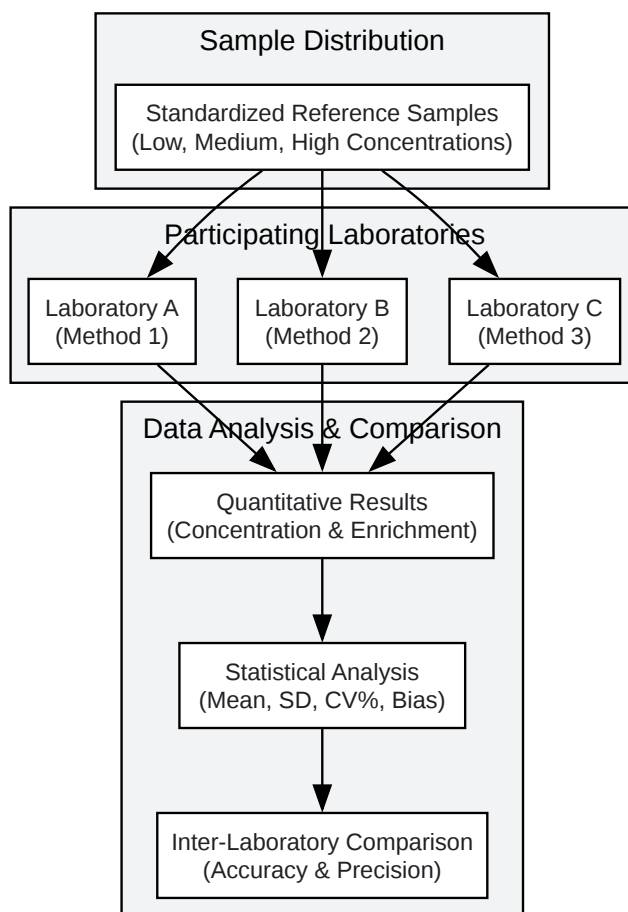 Sample Distribution
Standardized Reference Samples
(Low, Medium, High Concentrations)
Participating Laboratories
Laboratory A
(Method 1)
Laboratory B
(Method 2)
Laboratory C
(Method 3)
Data Analysis & Comparison
Quantitative Results
(Concentration & Enrichment)
Statistical Analysis
(Mean, SD, CV%, Bias)
Inter-Laboratory Comparison
(Accuracy & Precision)